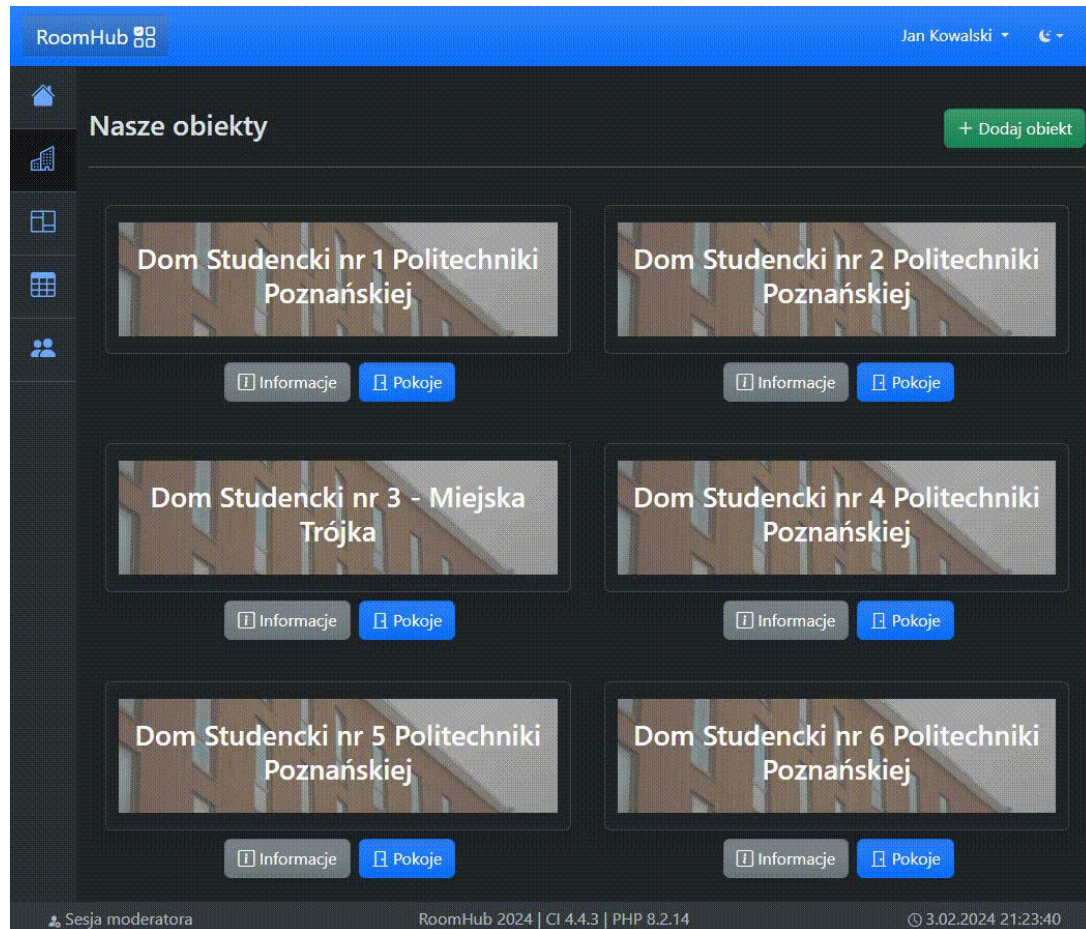 RoomHub
Jan Kowalski
Nasze obiekty
+ Dodaj obiekt
Dom Studencki nr 1 Politechniki
Poznańskiej
Dom Studencki nr 2 Politechniki
Poznańskiej
Informacje
Pokoje
Informacje
Pokoje
Dom Studencki nr 3 - Miejska
Trójka
Dom Studencki nr 4 Politechniki
Poznańskiej
Informacje
Pokoje
Informacje
Pokoje
Dom Studencki nr 5 Politechniki
Poznańskiej
Dom Studencki nr 6 Politechniki
Poznańskiej
Informacje
Pokoje
Informacje
Pokoje
Sesja moderatora
RoomHub 2024 | CI 4.4.3 | PHP 8.2.14
3.02.2024 21:23:40